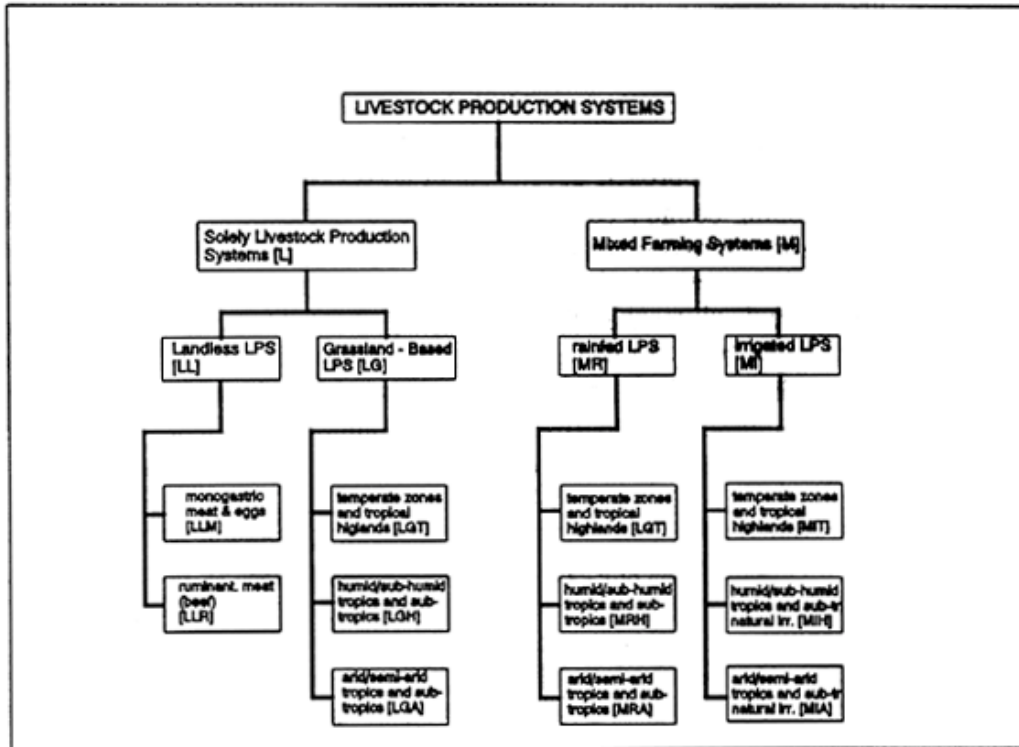 LIVESTOCK PRODUCTION SYSTEMS
Solely Livestock Production
Systems [L]
Mixed Farming Systems [M]
Landless LPS
[LL]
Grassland - Based
LPS [LG]
rainfed LPS
[MR]
irrigated LPS
[MI]
monogastric
meat & eggs
[LLM]
temperate zones
and tropical
higlands [LGT]
temperate zones
and tropical
highlands [LGT]
temperate zones
and tropical
highlands [MIT]
ruminant. meat
(beef)
[LLR]
humid/sub-humid
tropics and sub-
tropics [LGH]
humid/sub-humid
tropics and sub-
tropics [MRH]
humid/sub-humid
tropics and sub-tr
natural irr. [MIH]
arid/semi-arid
tropics and sub-
tropics [LGA]
arid/semi-arid
tropics and sub-
tropics [MRA]
arid/semi-arid
tropics and sub-tr
natural irr. [MIA]